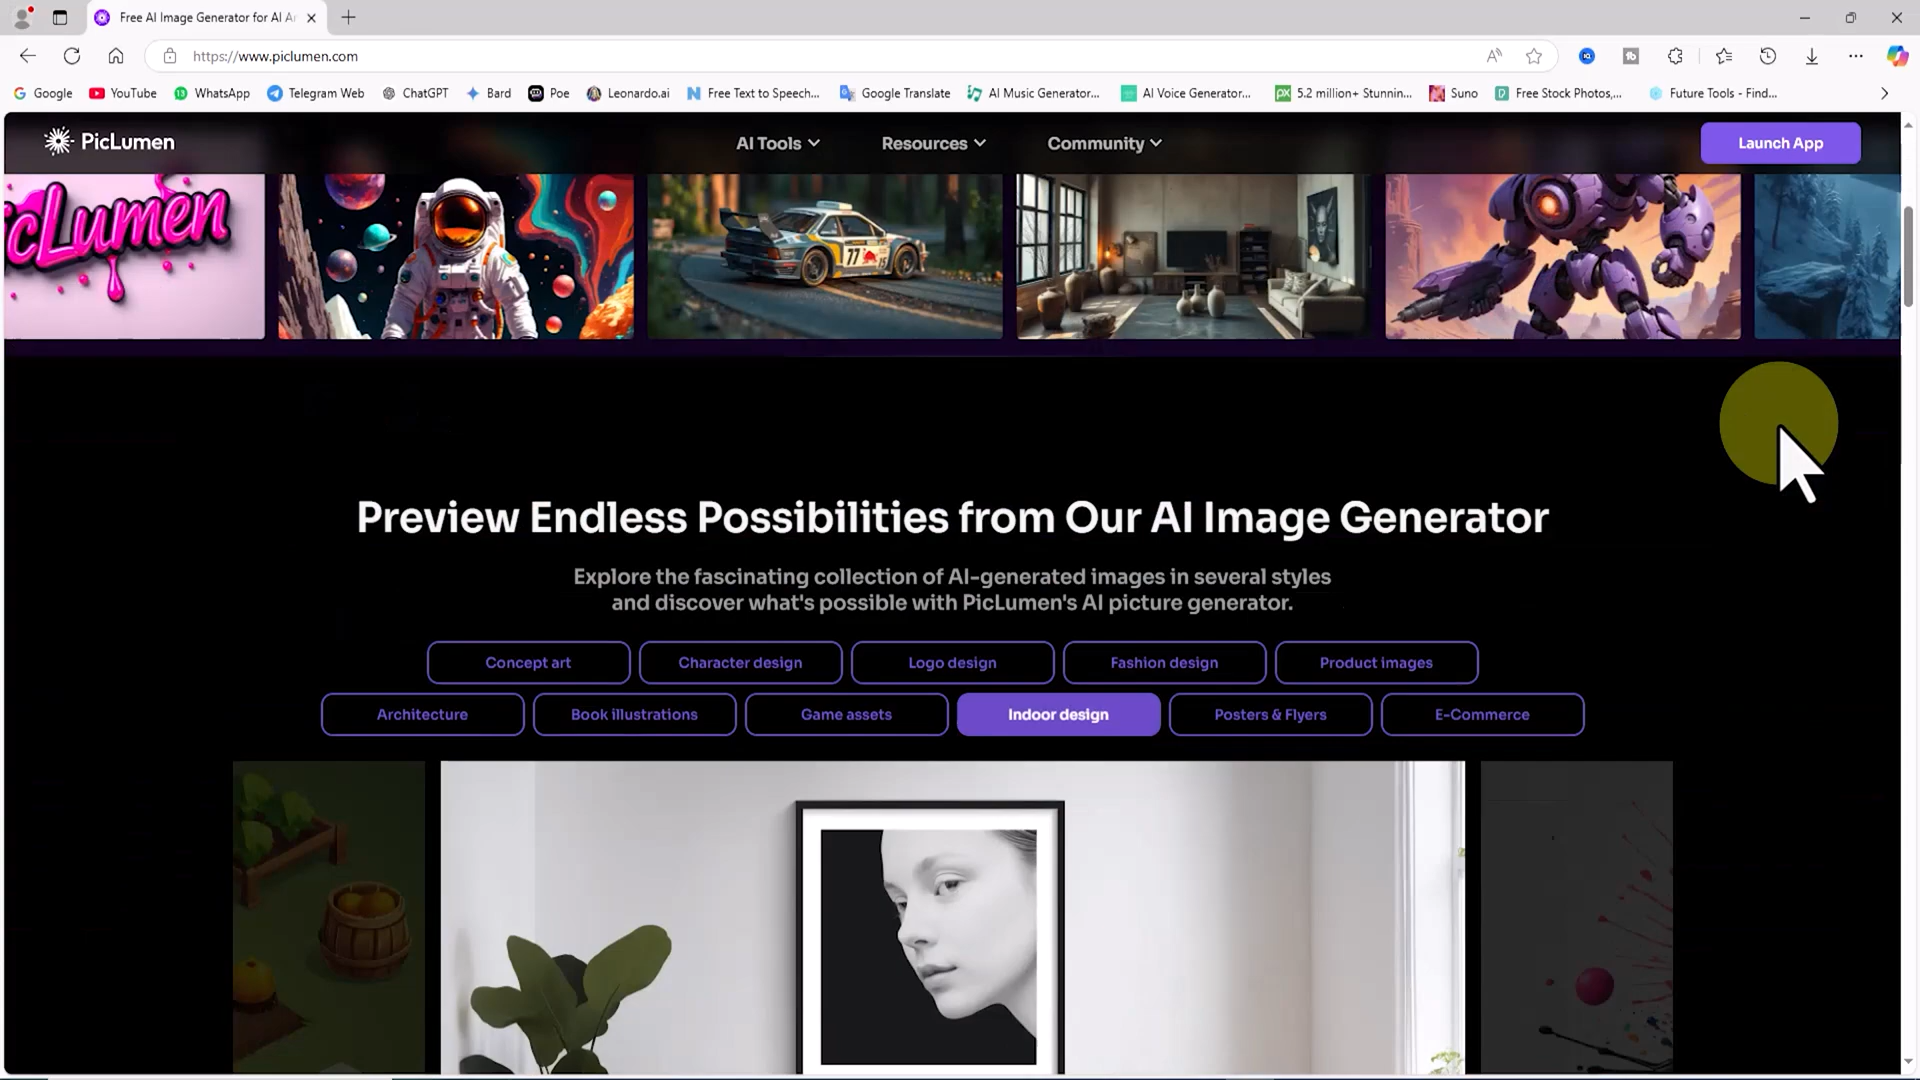 Free AI Image Generator for AI Ar
https://www.piclumen.com
Google
YouTube
WhatsApp
Telegram Web
ChatGPT
Bard
Poe
Leonardo.ai
Free Text to Speech...
Google Translate
AI Music Generator...
AI Voice Generator...
5.2 million+ Stunnin...
Suno
Free Stock Photos,...
Future Tools - Find...
PicLumen
AI Tools
Resources
Community
Launch App
icLumen
77
Preview Endless Possibilities from Our AI Image Generator
Explore the fascinating collection of AI-generated images in several styles
and discover what's possible with PicLumen's AI picture generator.
Concept art
Character design
Logo design
Fashion design
Product images
Architecture
Book illustrations
Game assets
Indoor design
Posters & Flyers
E-Commerce